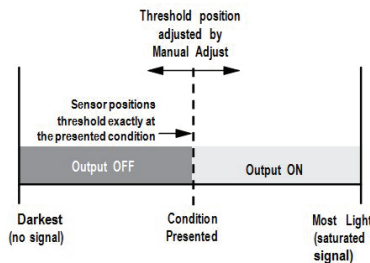 Threshold position
adjusted by
Manual Adjust
Sensor positions
threshold exactly at
the presented condition
Output OFF
Output ON
Darkest
(no signal)
Condition
Presented
Most Light
(saturated
signal)